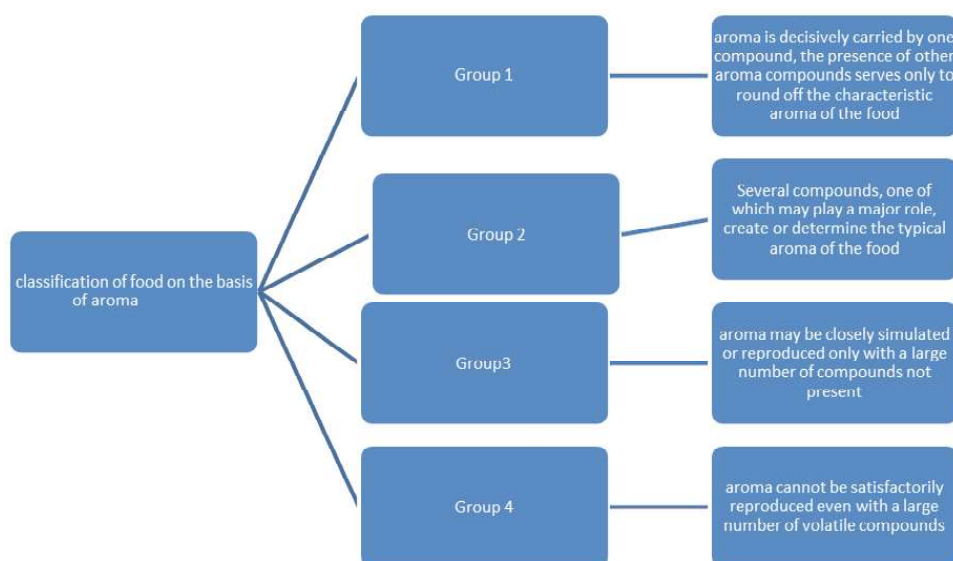 classification of food on the basis
of aroma
Group 1
aroma is decisively carried by one
compound, the presence of other
aroma compounds serves only to
round off the characteristic
aroma of the food
Group 2
Several compounds, one of
which may play a major role,
create or determine the typical
aroma of the food
Group3
aroma may be closely simulated
or reproduced only with a large
number of compounds not
present
Group 4
aroma cannot be satisfactorily
reproduced even with a large
number of volatile compounds